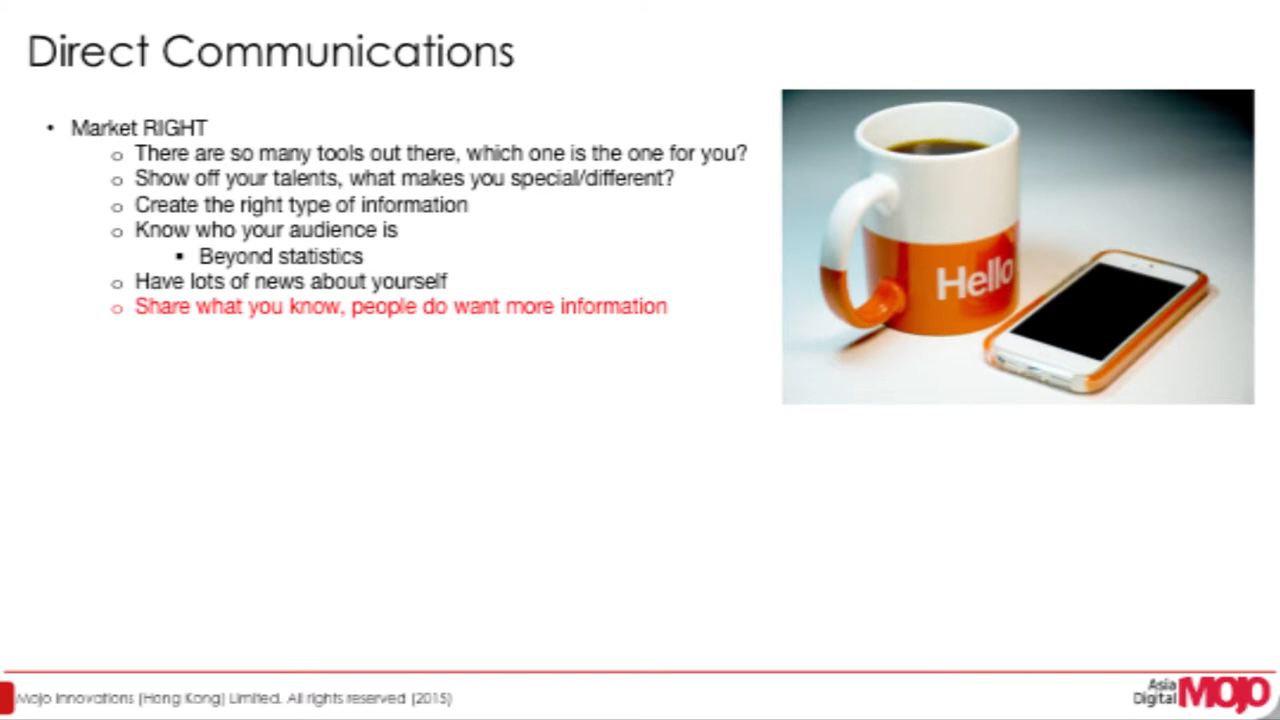 Direct Communications
• Market RIGHT
o There are so many tools out there, which one is the one for you?
o Show off your talents, what makes you special/different?
o Create the right type of information
o Know who your audience is
▪ Beyond statistics
o Have lots of news about yourself
o Share what you know, people do want more information
Hello
Mojo Innovations (Hong Kong) Limited. All rights reserved (2015)
Asia
Digital MOJO